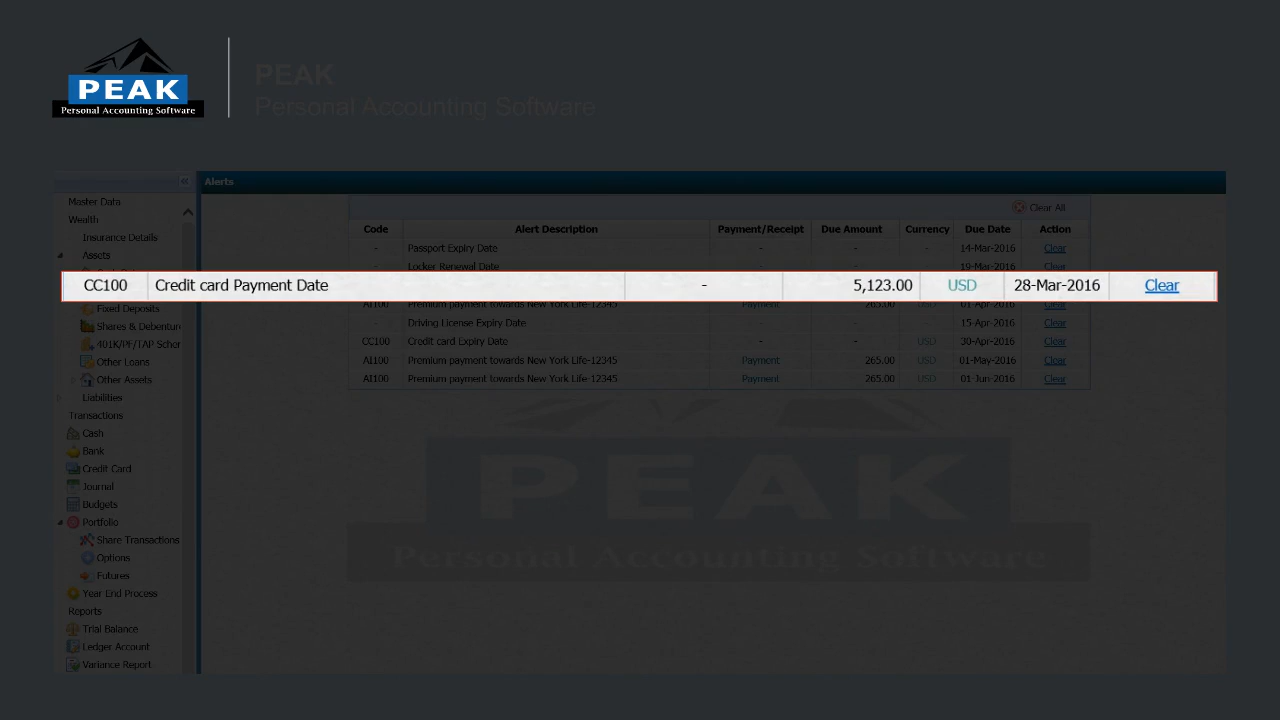 PEAK
Personal Accounting Software
PEAK
Personal Accounting Software
Alerts
Master Data
Wealth
Insurance Details
Assets
Fixed Deposits
Shares & Debentur
401K/PF/TAP Scher
Other Loans
Other Assets
Liabilities
Transactions
Cash
Bank
Credit Card
Journal
Budgets
Portfolio
Share Transactions
Options
Futures
Year End Process
Reports
Trial Balance
Ledger Account
Variance Report
Clear All
Code Alert Description Payment/Receipt Due Amount Currency Due Date Action
- Passport Expiry Date - - - 14-Mar-2016 Clear
Locker Renewal Date 19-Mar-2016 Clear
CC100 Credit card Payment Date - 5,123.00 USD 28-Mar-2016 Clear
AI100 Premium payment towards New York Life-12345 Payment 265.00 USD 01-Apr-2016 Clear
- Driving License Expiry Date - - - 15-Apr-2016 Clear
CC100 Credit card Expiry Date - - USD 30-Apr-2016 Clear
AI100 Premium payment towards New York Life-12345 Payment 265.00 USD 01-May-2016 Clear
AI100 Premium payment towards New York Life-12345 Payment 265.00 USD 01-Jun-2016 Clear
PEAK
Personal Accounting Software